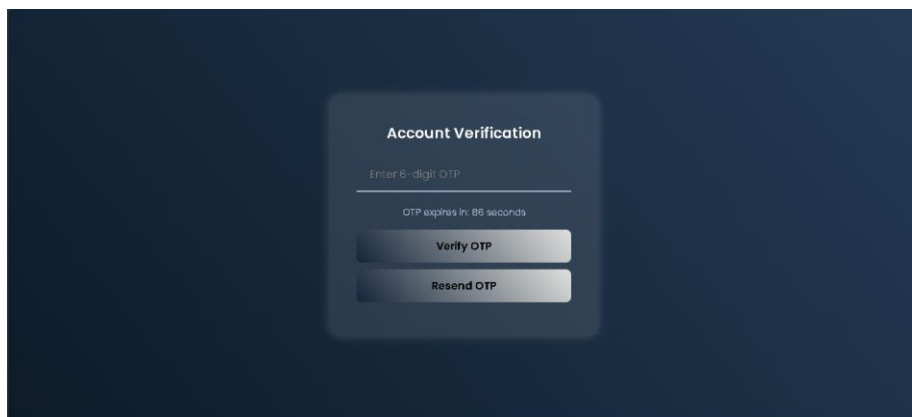 Account Verification
Enter 6-digit OTP
OTP expires in: 86 seconds
Verify OTP
Resend OTP